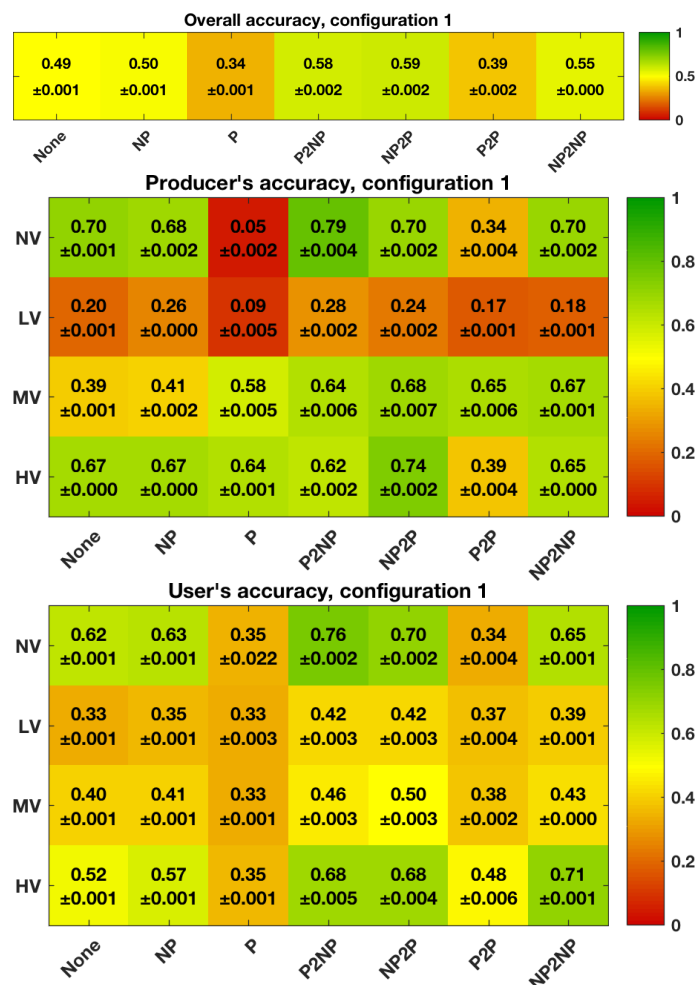 Overall accuracy, configuration 1
0.49 0.50 0.34 0.58 0.59 0.39 0.55
±0.001 ±0.001 ±0.001 ±0.002 ±0.002 ±0.002 ±0.000
1
0.5
0
None NP P P2NP NP2P P2P NP2NP
Producer's accuracy, configuration 1
NV 0.70 0.68 0.05 0.79 0.70 0.34 0.70
±0.001 ±0.002 ±0.002 ±0.004 ±0.002 ±0.004 ±0.002
LV 0.20 0.26 0.09 0.28 0.24 0.17 0.18
±0.001 ±0.000 ±0.005 ±0.002 ±0.002 ±0.001 ±0.001
MV 0.39 0.41 0.58 0.64 0.68 0.65 0.67
±0.001 ±0.002 ±0.005 ±0.006 ±0.007 ±0.006 ±0.001
HV 0.67 0.67 0.64 0.62 0.74 0.39 0.65
±0.000 ±0.000 ±0.001 ±0.002 ±0.002 ±0.004 ±0.000
1
0.8
0.6
0.4
0.2
0
None NP P P2NP NP2P P2P NP2NP
User's accuracy, configuration 1
NV 0.62 0.63 0.35 0.76 0.70 0.34 0.65
±0.001 ±0.001 ±0.022 ±0.002 ±0.002 ±0.004 ±0.001
LV 0.33 0.35 0.33 0.42 0.42 0.37 0.39
±0.001 ±0.001 ±0.003 ±0.003 ±0.003 ±0.004 ±0.001
MV 0.40 0.41 0.33 0.46 0.50 0.38 0.43
±0.001 ±0.001 ±0.001 ±0.003 ±0.003 ±0.002 ±0.000
HV 0.52 0.57 0.35 0.68 0.68 0.48 0.71
±0.001 ±0.001 ±0.001 ±0.005 ±0.004 ±0.006 ±0.001
1
0.8
0.6
0.4
0.2
0
None NP P P2NP NP2P P2P NP2NP